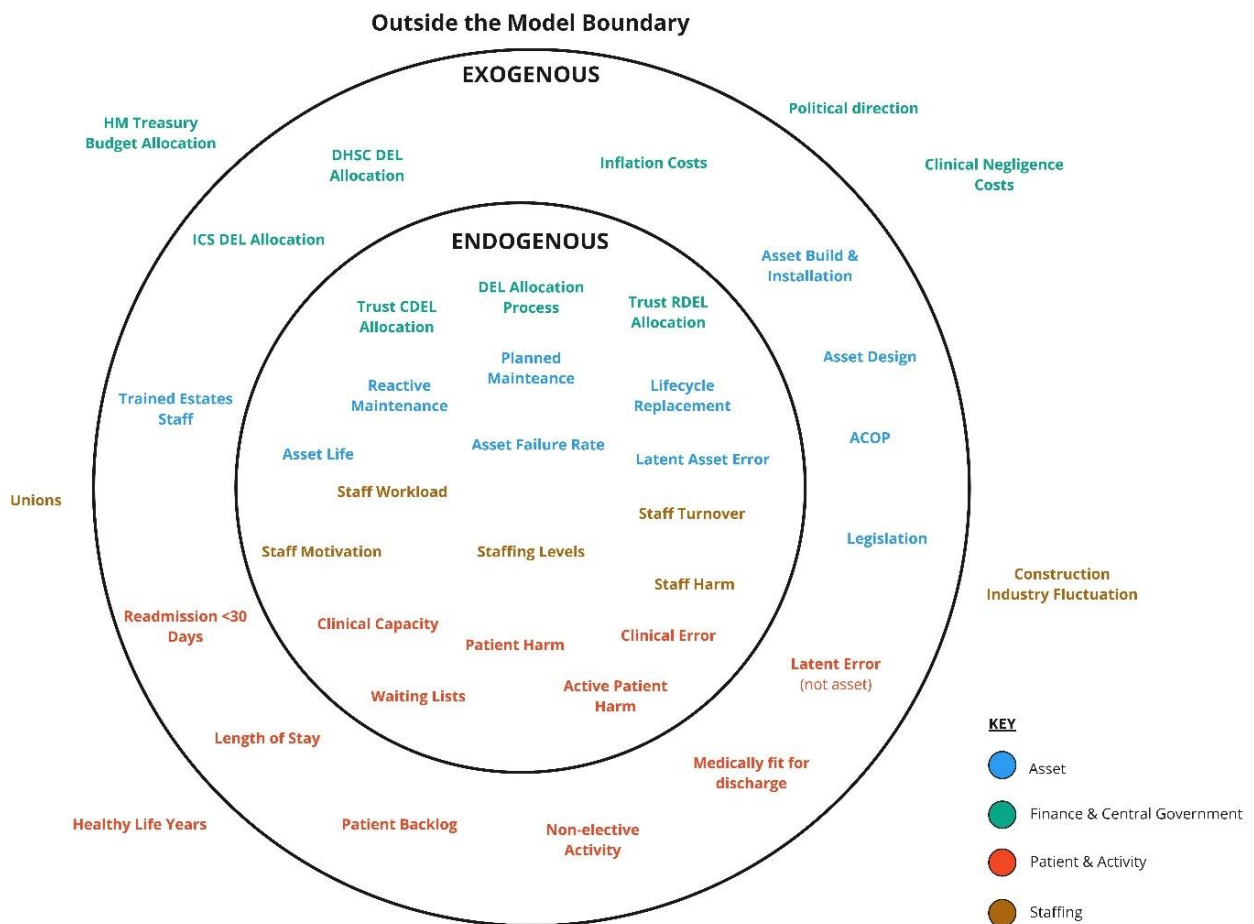 Outside the Model Boundary
EXOGENOUS
HM Treasury
Budget Allocation
Political direction
DHSC DEL
Allocation
Inflation Costs
Clinical Negligence
Costs
ICS DEL Allocation
ENDOGENOUS
Asset Build &
Installation
DEL Allocation
Process
Trust CDEL
Allocation
Trust RDEL
Allocation
Planned
Mainteance
Asset Design
Reactive
Maintenance
Lifecycle
Replacement
Trained Estates
Staff
ACOP
Asset Life
Asset Failure Rate
Latent Asset Error
Unions
Staff Workload
Staff Turnover
Legislation
Staff Motivation
Staffing Levels
Staff Harm
Construction
Industry Fluctuation
Readmission <30
Days
Clinical Capacity
Patient Harm
Clinical Error
Latent Error
(not asset)
Waiting Lists
Active Patient
Harm
Length of Stay
Medically fit for
discharge
Healthy Life Years
Patient Backlog
Non-elective
Activity
KEY
Asset
Finance & Central Government
Patient & Activity
Staffing